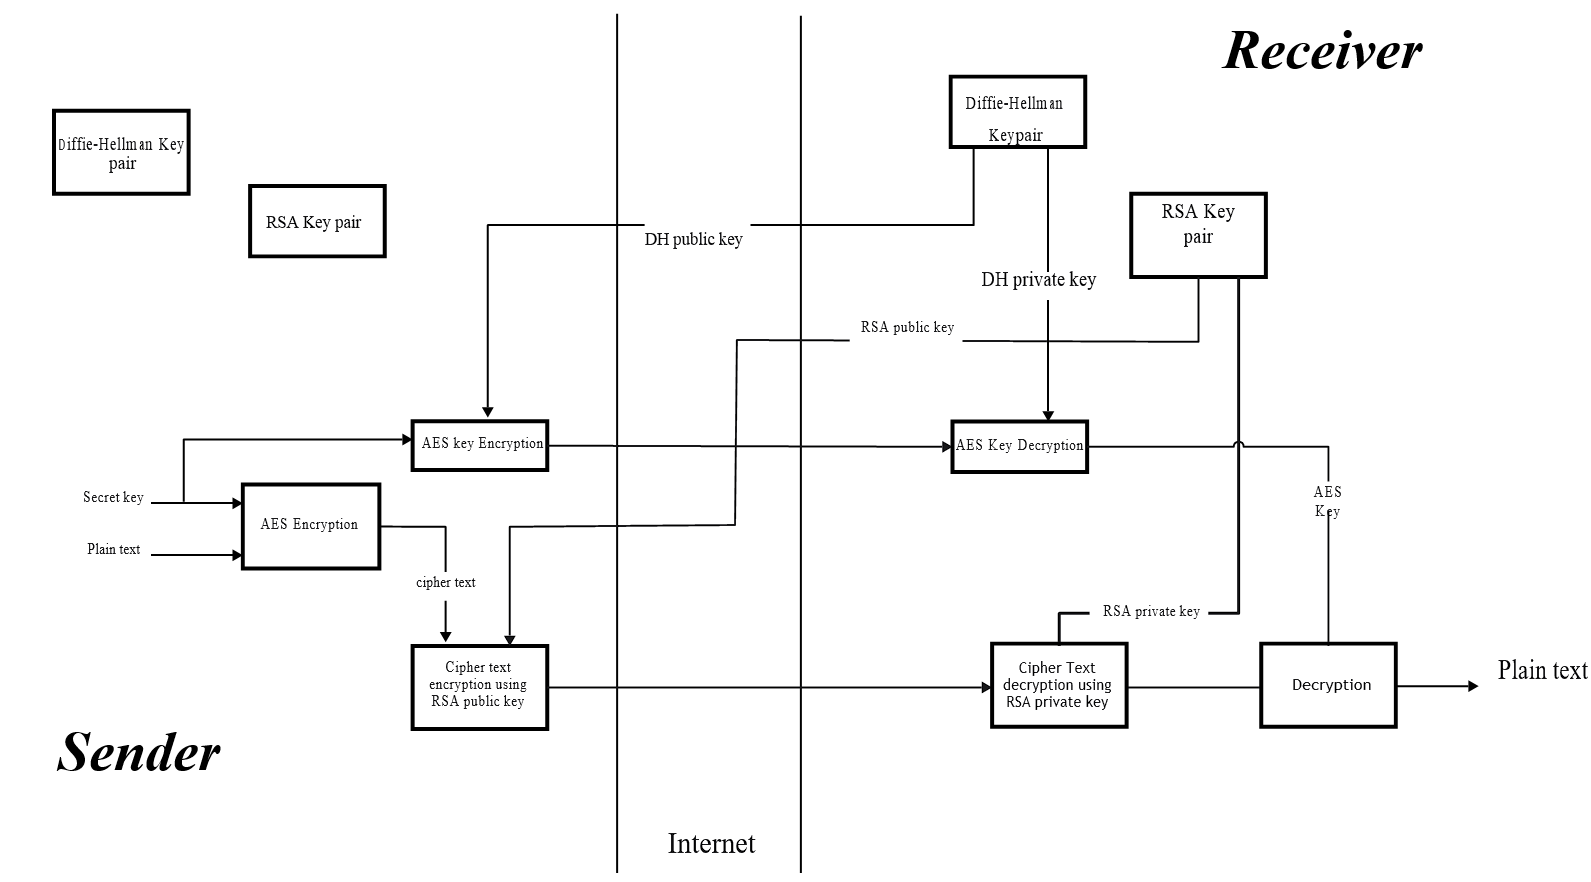 Receiver
Diffie-Hellman
Keypair
Diffie-Hellman Key
pair
RSA Key pair
RSA Key
pair
DH public key
DH private key
RSA public key
AES key Encryption
AES Key Decryption
Secret key
AES Encryption
Plain text
AES
Key
cipher text
RSA private key
Cipher text
encryption using
RSA public key
Cipher Text
decryption using
RSA private key
Decryption
Plain text
Sender
Internet